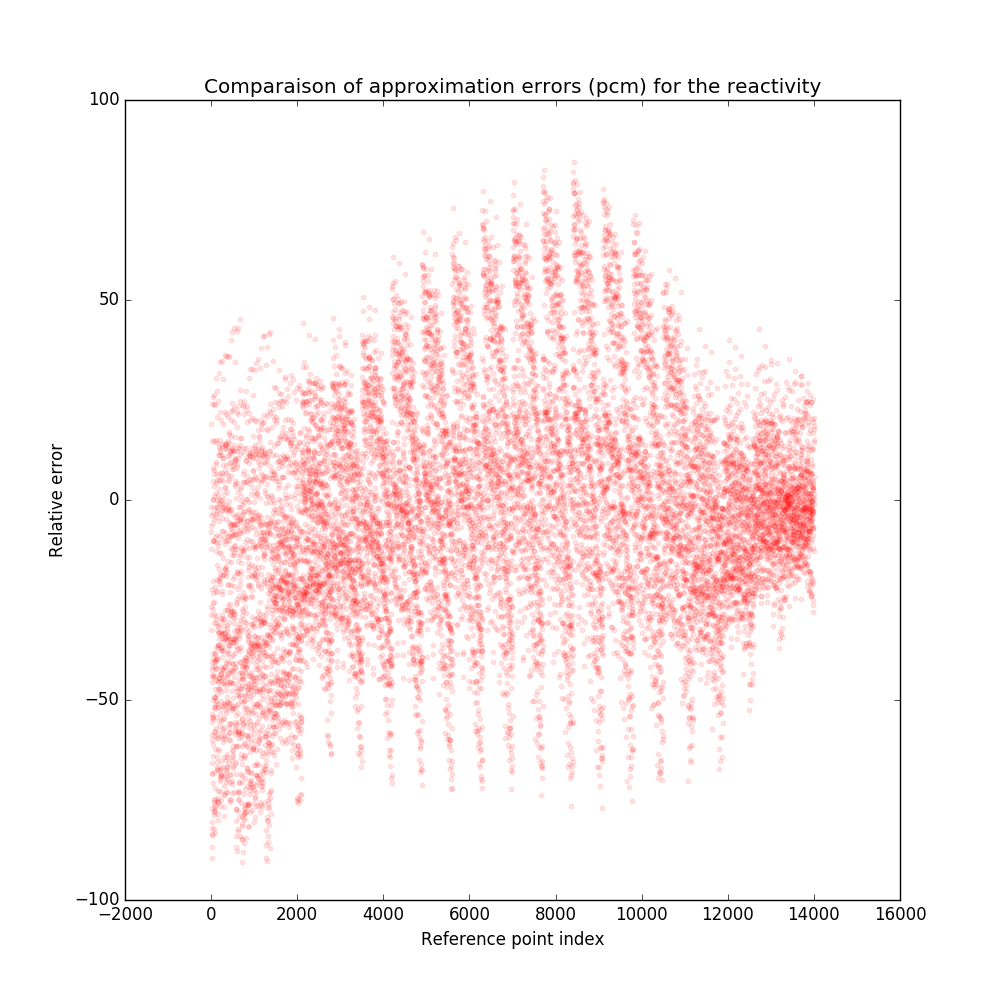 Comparaison of approximation errors (pcm) for the reactivity
100
50
0
−50
−100
Relative error
−2000 0 2000 4000 6000 8000 10000 12000 14000 16000
Reference point index